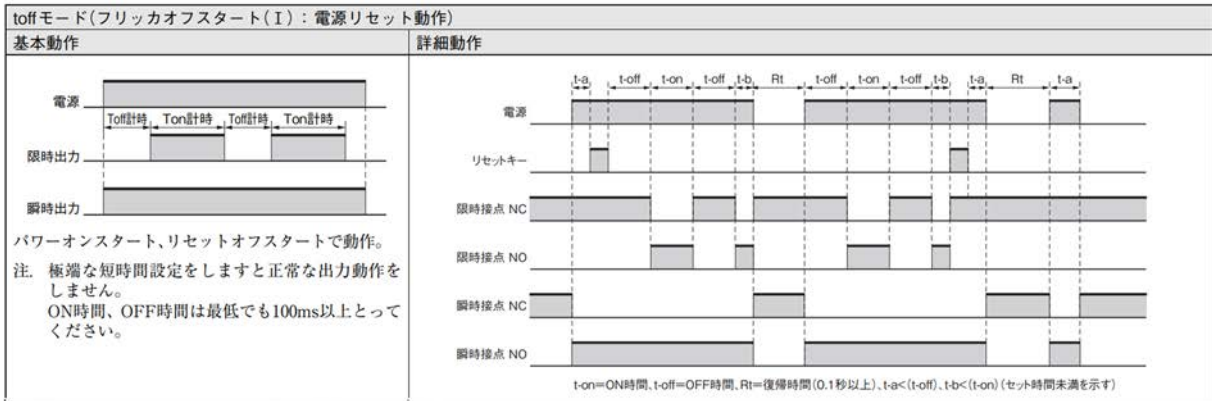 toffモード(フリッカオフスタート(I)：電源リセット動作)
基本動作
電源
Toff計時 Ton計時 Toff計時 Ton計時
限時出力
瞬時出力
パワーオンスタート、リセットオフスタートで動作。
注. 極端な短時間設定をしますと正常な出力動作を
しません。
ON時間、OFF時間は最低でも100ms以上とって
ください。
詳細動作
t-a t-off t-on t-off t-b Rt t-off t-on t-off t-b t-a Rt t-a
電源
リセットキー
限時接点 NC
限時接点 NO
瞬時接点 NC
瞬時接点 NO
t-on=ON時間、t-off=OFF時間、Rt=復帰時間(0.1秒以上)、t-a<(t-off)、t-b<(t-on)(セット時間未満を示す)